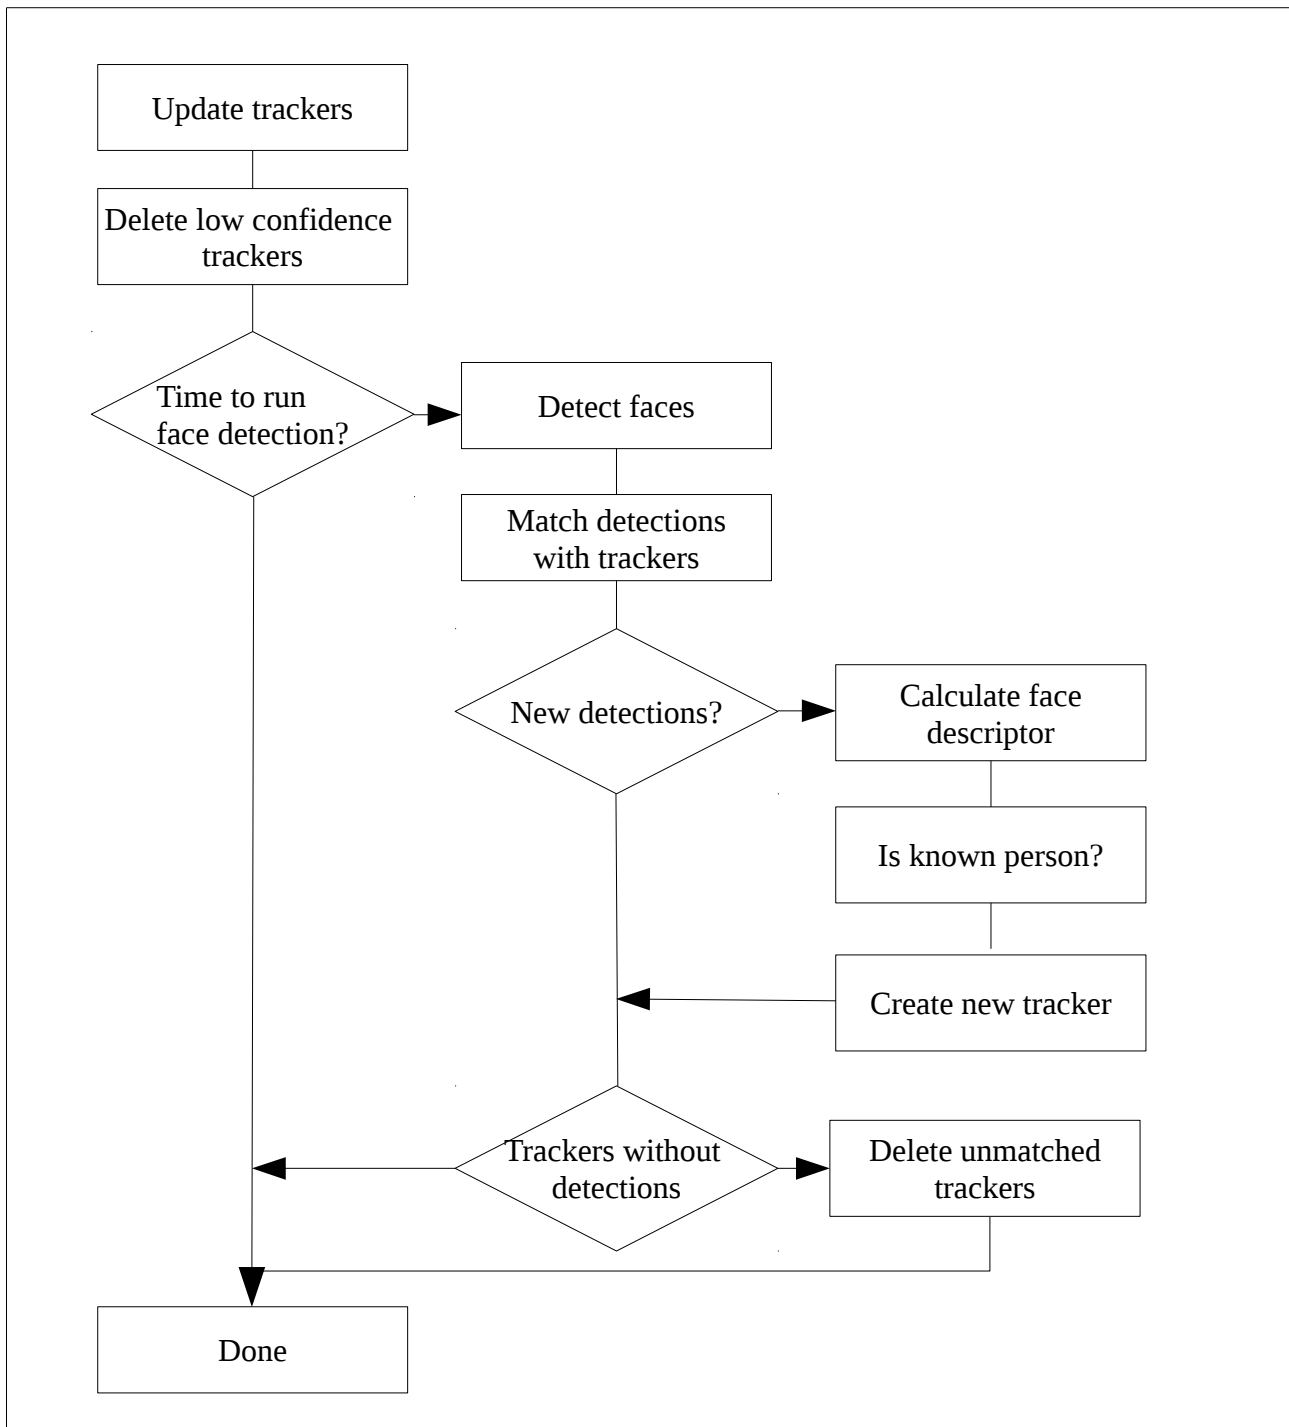 Update trackers
Delete low confidence
trackers
Time to run
face detection?
Detect faces
Match detections
with trackers
New detections?
Calculate face
descriptor
Is known person?
Create new tracker
Trackers without
detections
Delete unmatched
trackers
Done